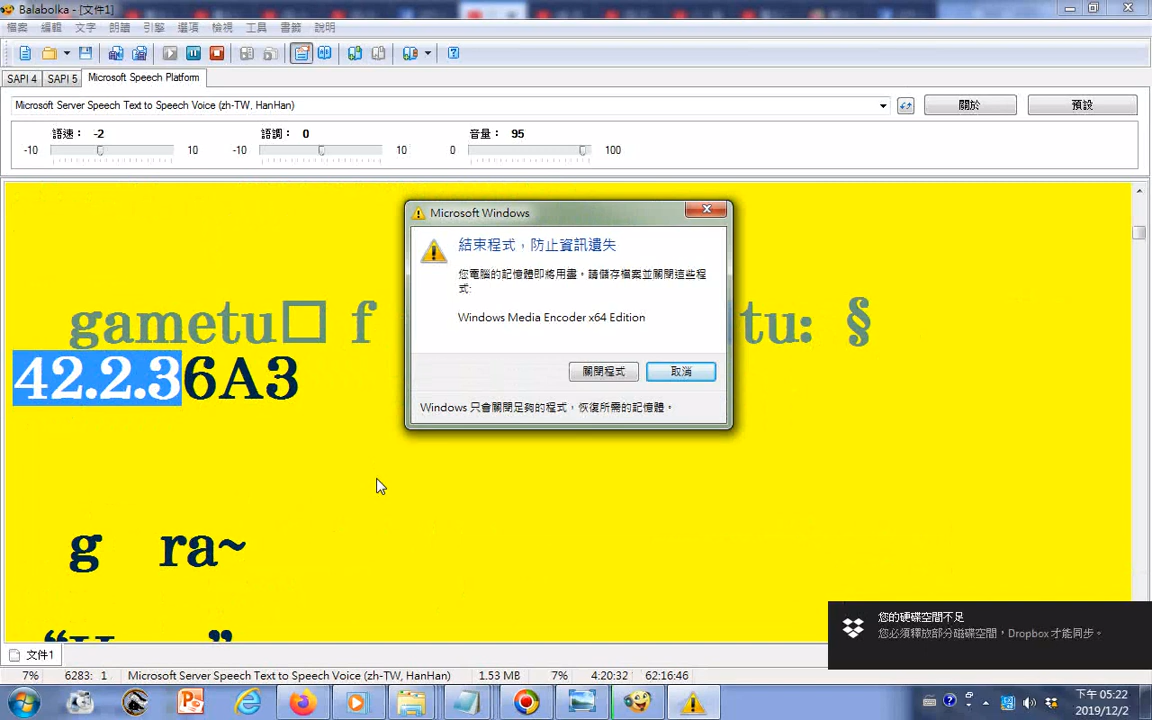 Balabolka - [文件1]
檔案 編輯 文字 朗讀 引擎 選項 檢視 工具 書籤 說明
SAPI 4 SAPI 5 Microsoft Speech Platform
Microsoft Server Speech Text to Speech Voice (zh-TW, HanHan)
關於
預設
語速: -2
語調: 0
音量: 95
-10 10 -10 10 0 100
Microsoft Windows
結束程式，防止資訊遺失
您電腦的記憶體即將用盡。請儲存檔案並關閉這些程
式:
Windows Media Encoder x64 Edition
關閉程式 取消
Windows 只會關閉足夠的程式，恢復所需的記憶體。
gametu□ f tu: §
42.2.36A3
g ra~
您的硬碟空間不足
您必須釋放部分磁碟空間，Dropbox 才能同步。
文件1
7% 6283: 1 Microsoft Server Speech Text to Speech Voice (zh-TW, HanHan) 1.53 MB 7% 4:20:32 62:16:46
下午 05:22
2019/12/2